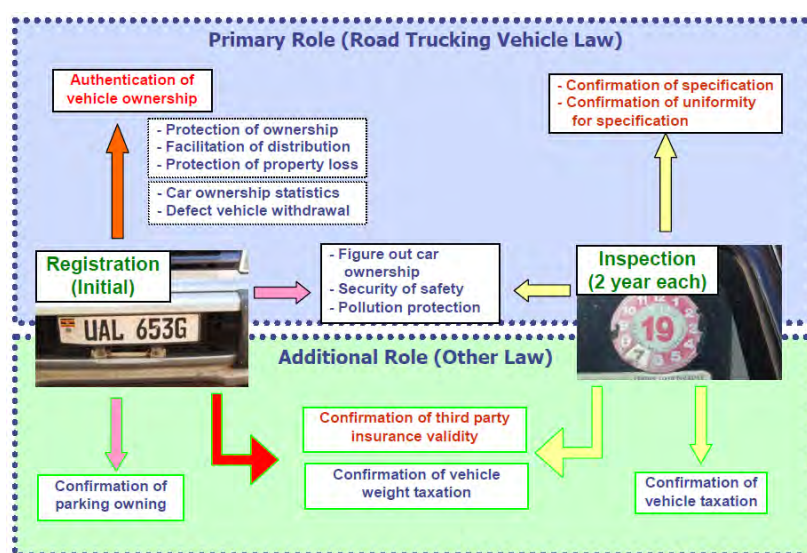 Primary Role (Road Trucking Vehicle Law)
Authentication of
vehicle ownership
- Confirmation of specification
- Confirmation of uniformity
for specification
- Protection of ownership
- Facilitation of distribution
- Protection of property loss
- Car ownership statistics
- Defect vehicle withdrawal
Registration
(Initial)
- Figure out car
ownership
- Security of safety
- Pollution protection
Inspection
(2 year each)
UAL 653G
19
Additional Role (Other Law)
Confirmation of third party
insurance validity
Confirmation of vehicle
weight taxation
Confirmation of
parking owning
Confirmation of
vehicle taxation